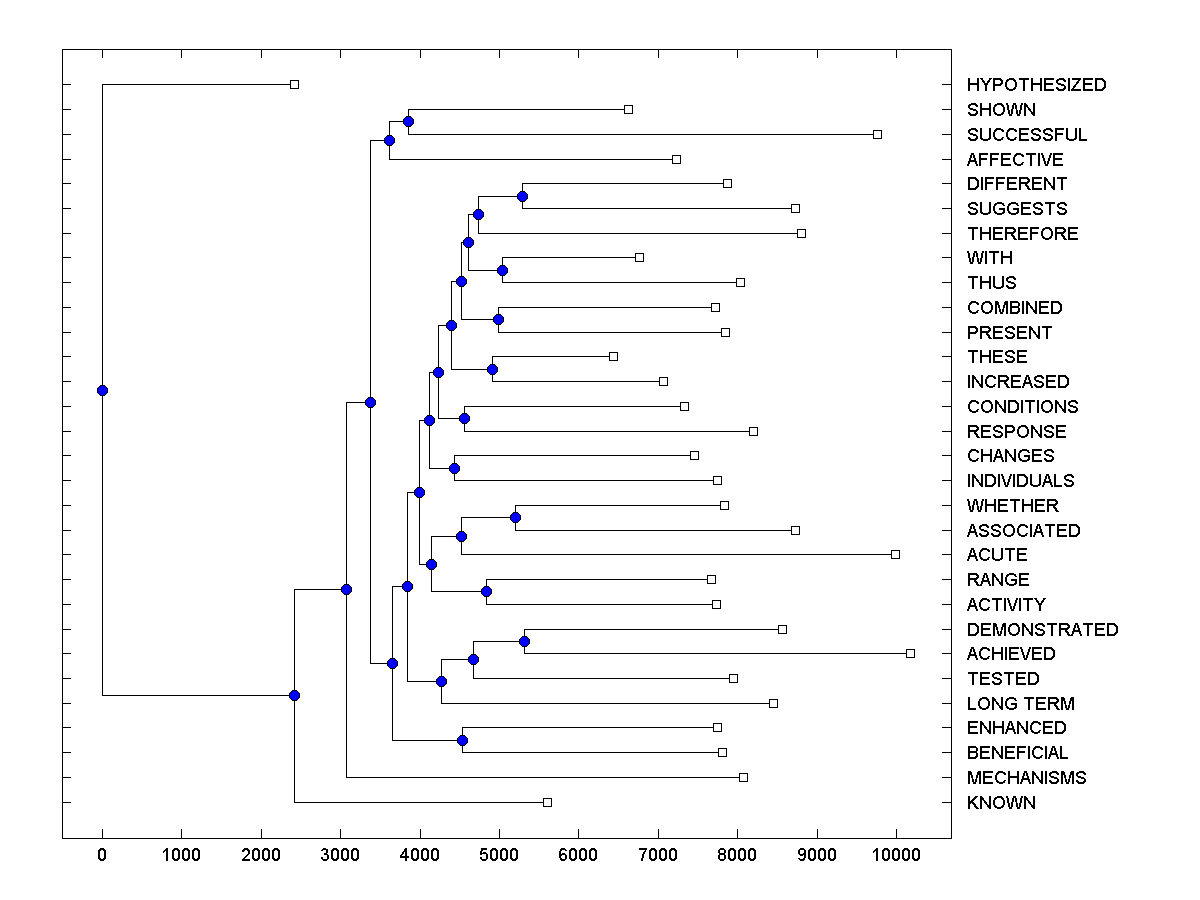 HYPOTHESIZED
SHOWN
SUCCESSFUL
AFFECTIVE
DIFFERENT
SUGGESTS
THEREFORE
WITH
THUS
COMBINED
PRESENT
THESE
INCREASED
CONDITIONS
RESPONSE
CHANGES
INDIVIDUALS
WHETHER
ASSOCIATED
ACUTE
RANGE
ACTIVITY
DEMONSTRATED
ACHIEVED
TESTED
LONG TERM
ENHANCED
BENEFICIAL
MECHANISMS
KNOWN
0 1000 2000 3000 4000 5000 6000 7000 8000 9000 10000